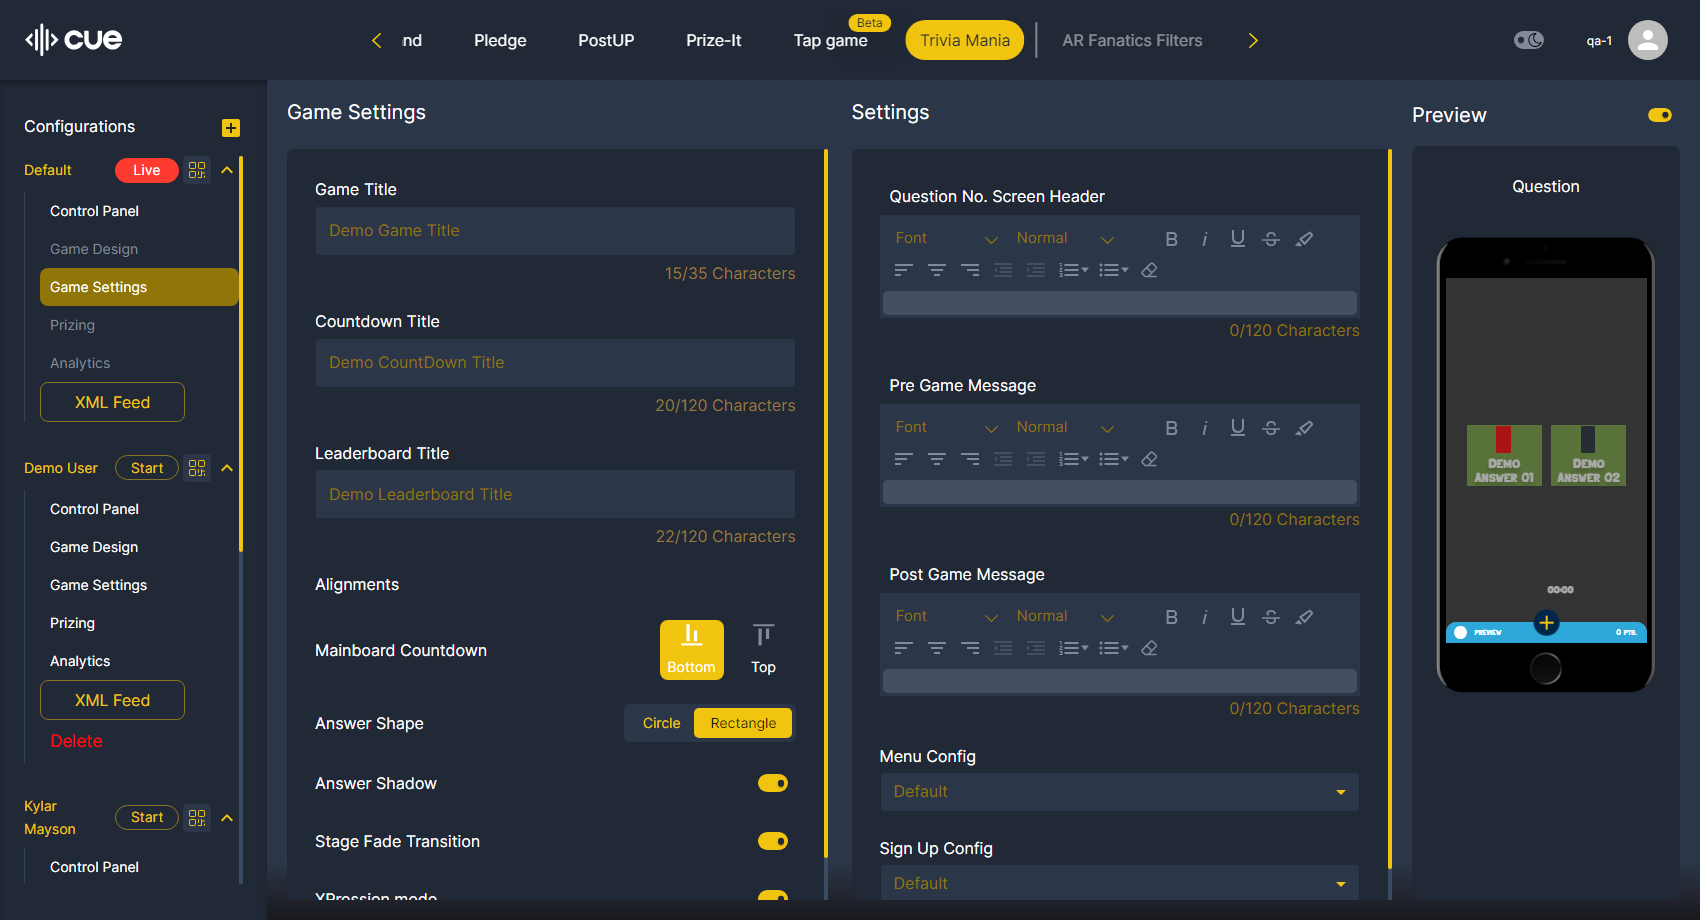 cue
Pledge
PostUP
Prize-It
Tap game
Beta
Trivia Mania
AR Fanatics Filters
qa-1
Configurations
Default
Live
Control Panel
Game Design
Game Settings
Prizing
Analytics
XML Feed
Demo User
Start
Control Panel
Game Design
Game Settings
Prizing
Analytics
XML Feed
Delete
Kylar
Mayson
Start
Control Panel
Game Settings
Game Title
Demo Game Title
15/35 Characters
Countdown Title
Demo CountDown Title
20/120 Characters
Leaderboard Title
Demo Leaderboard Title
22/120 Characters
Alignments
Mainboard Countdown
Bottom
Top
Answer Shape
Circle
Rectangle
Answer Shadow
Stage Fade Transition
XPression mode
Settings
Question No. Screen Header
Font
Normal
0/120 Characters
Pre Game Message
Font
Normal
0/120 Characters
Post Game Message
Font
Normal
0/120 Characters
Menu Config
Default
Sign Up Config
Default
Preview
Question
DEMO
ANSWER 01
DEMO
ANSWER 02
00:00
PREVIEW
0 PTS.